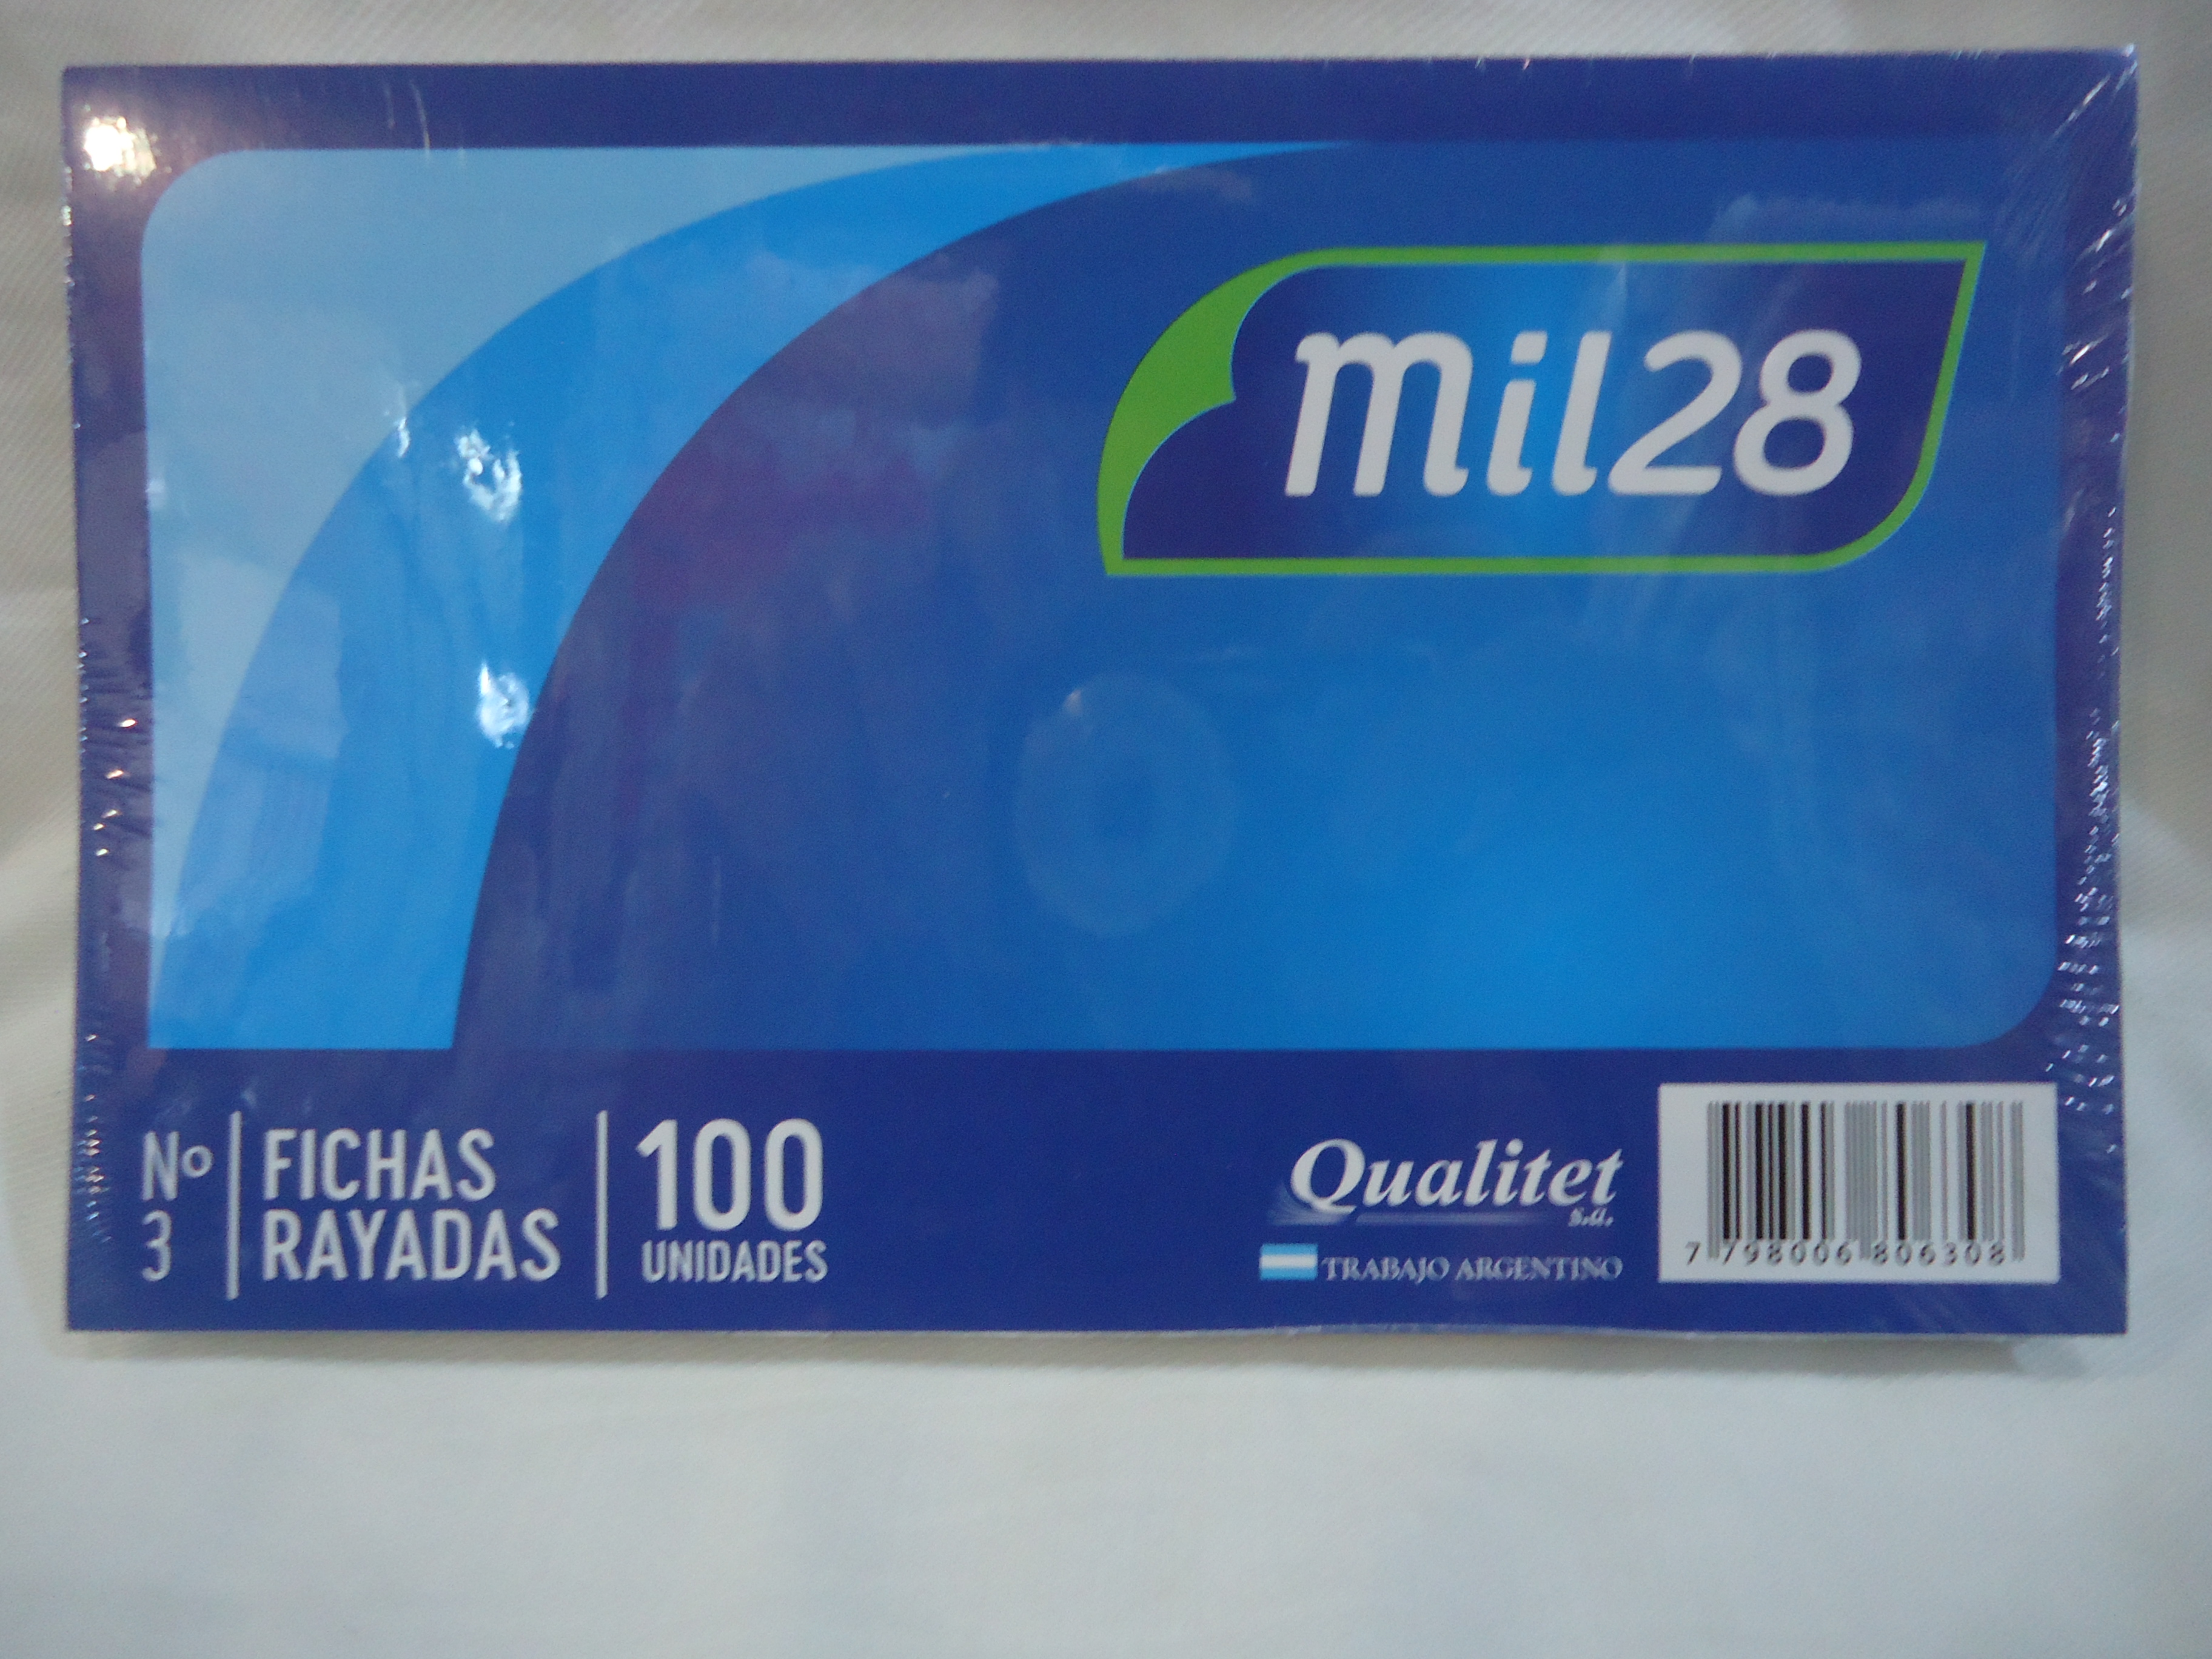 mil28
Nº
3
FICHAS
RAYADAS
100
UNIDADES
Qualitet
s.a.
TRABAJO ARGENTINO
7 798006 806308